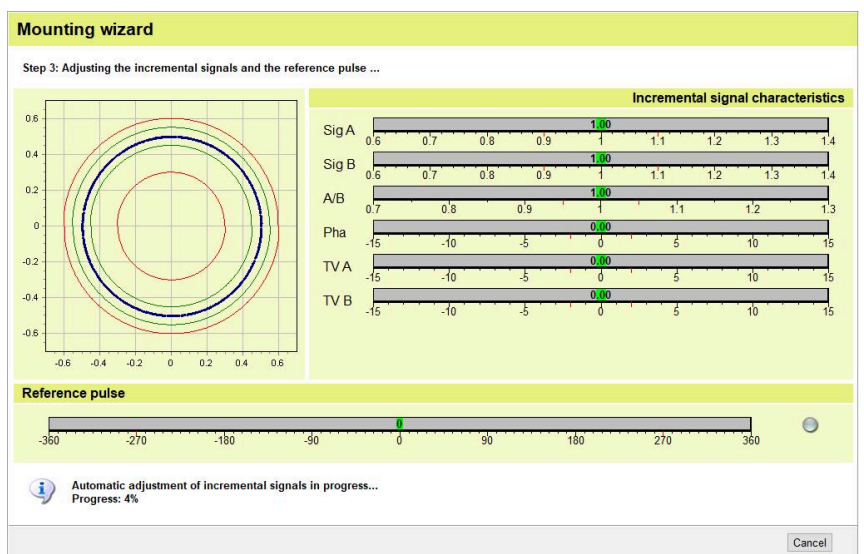 Mounting wizard
Step 3: Adjusting the incremental signals and the reference pulse ...
Incremental signal characteristics
0.6
0.4
0.2
0
-0.2
-0.4
-0.6
-0.6 -0.4 -0.2 0 0.2 0.4 0.6
Sig A 1.00
0.6 0.7 0.8 0.9 1 1.1 1.2 1.3 1.4
Sig B 1.00
0.6 0.7 0.8 0.9 1 1.1 1.2 1.3 1.4
A/B 1.00
0.7 0.8 0.9 1 1.1 1.2 1.3
Pha 0.00
-15 -10 -5 0 5 10 15
TV A 0.00
-15 -10 -5 0 5 10 15
TV B 0.00
-15 -10 -5 0 5 10 15
Reference pulse
0
-360 -270 -180 -90 0 90 180 270 360
Automatic adjustment of incremental signals in progress...
Progress: 4%
Cancel